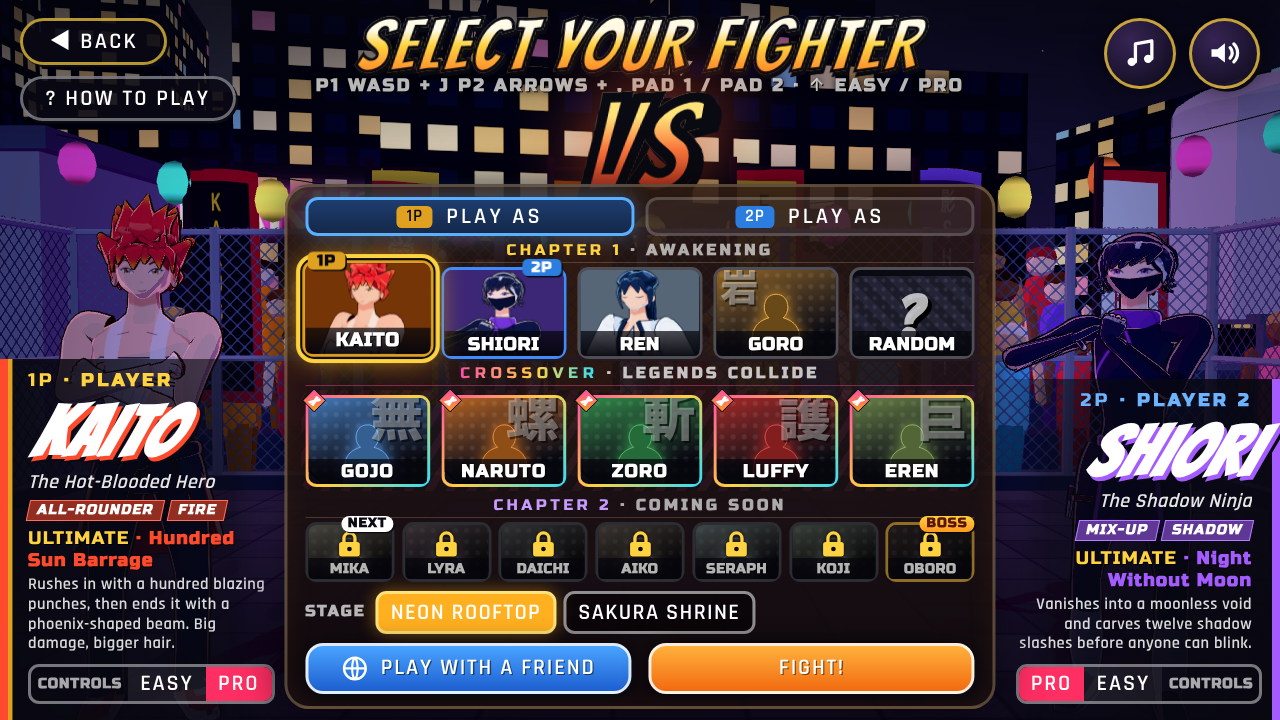 ◀ BACK
SELECT YOUR FIGHTER
? HOW TO PLAY
P1 WASD + J P2 ARROWS + . PAD 1 / PAD 2 · ↑ EASY / PRO
VS
K
1P PLAY AS
2P PLAY AS
CHAPTER 1 · AWAKENING
1P
KAITO
2P
SHIORI
REN
岩
GORO
?
RANDOM
CROSSOVER · LEGENDS COLLIDE
無
GOJO
螺
NARUTO
斬
ZORO
護
LUFFY
巨
EREN
CHAPTER 2 · COMING SOON
NEXT
MIKA
LYRA
DAICHI
AIKO
SERAPH
KOJI
BOSS
OBORO
STAGE NEON ROOFTOP SAKURA SHRINE
PLAY WITH A FRIEND
FIGHT!
1P · PLAYER
KAITO
The Hot-Blooded Hero
ALL-ROUNDER FIRE
ULTIMATE · Hundred
Sun Barrage
Rushes in with a hundred blazing
punches, then ends it with a
phoenix-shaped beam. Big
damage, bigger hair.
CONTROLS EASY PRO
2P · PLAYER 2
SHIORI
The Shadow Ninja
MIX-UP SHADOW
ULTIMATE · Night
Without Moon
Vanishes into a moonless void
and carves twelve shadow
slashes before anyone can blink.
PRO EASY CONTROLS